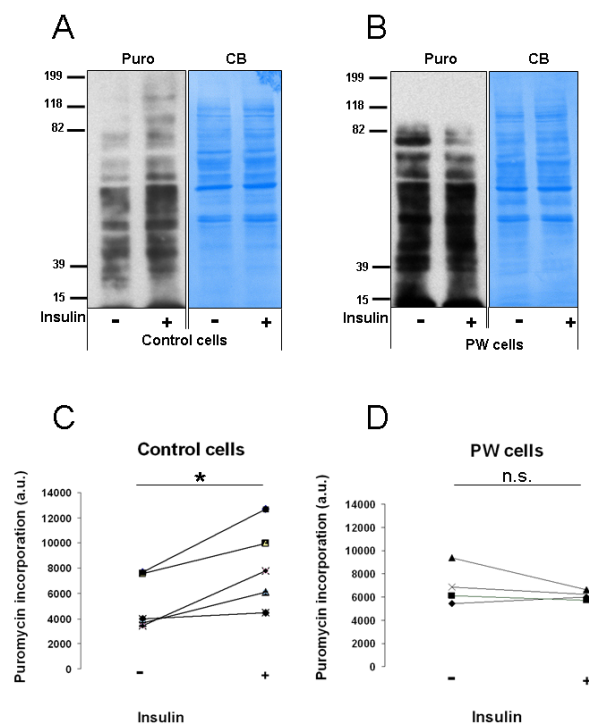 A
B
Puro CB
Puro CB
199
118
82
39
15
199
118
82
39
15
Insulin - + - +
Control cells
Insulin - + - +
PW cells
C
D
Control cells
PW cells
*
n.s.
Puromycin incorporation (a.u.)
14000
12000
10000
8000
6000
4000
2000
0
- +
Insulin
Puromycin incorporation (a.u.)
14000
12000
10000
8000
6000
4000
2000
0
- +
Insulin